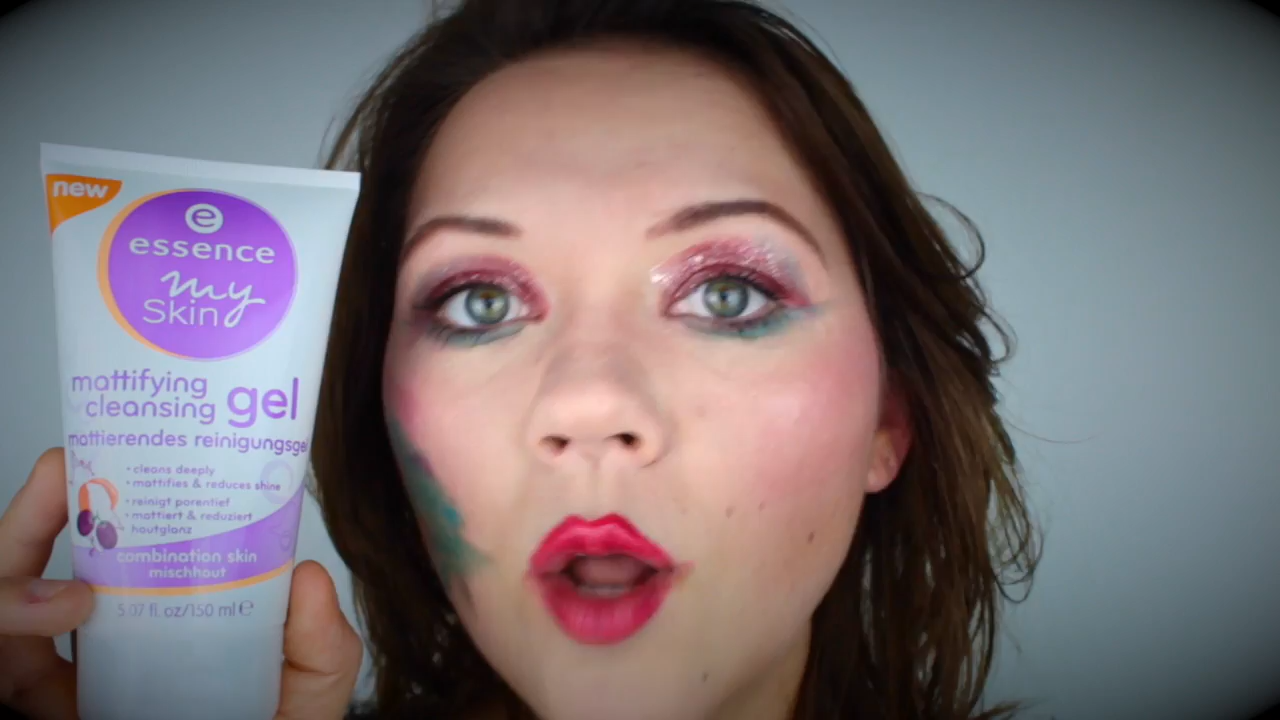 new
e
essence
my
Skin
mattifying
cleansing gel
mattierendes reinigungsgel
• cleans deeply
• mattifies & reduces shine
• reinigt porentief
• mattiert & reduziert
hautglanz
combination skin
mischhaut
5.07 fl. oz/150 ml e